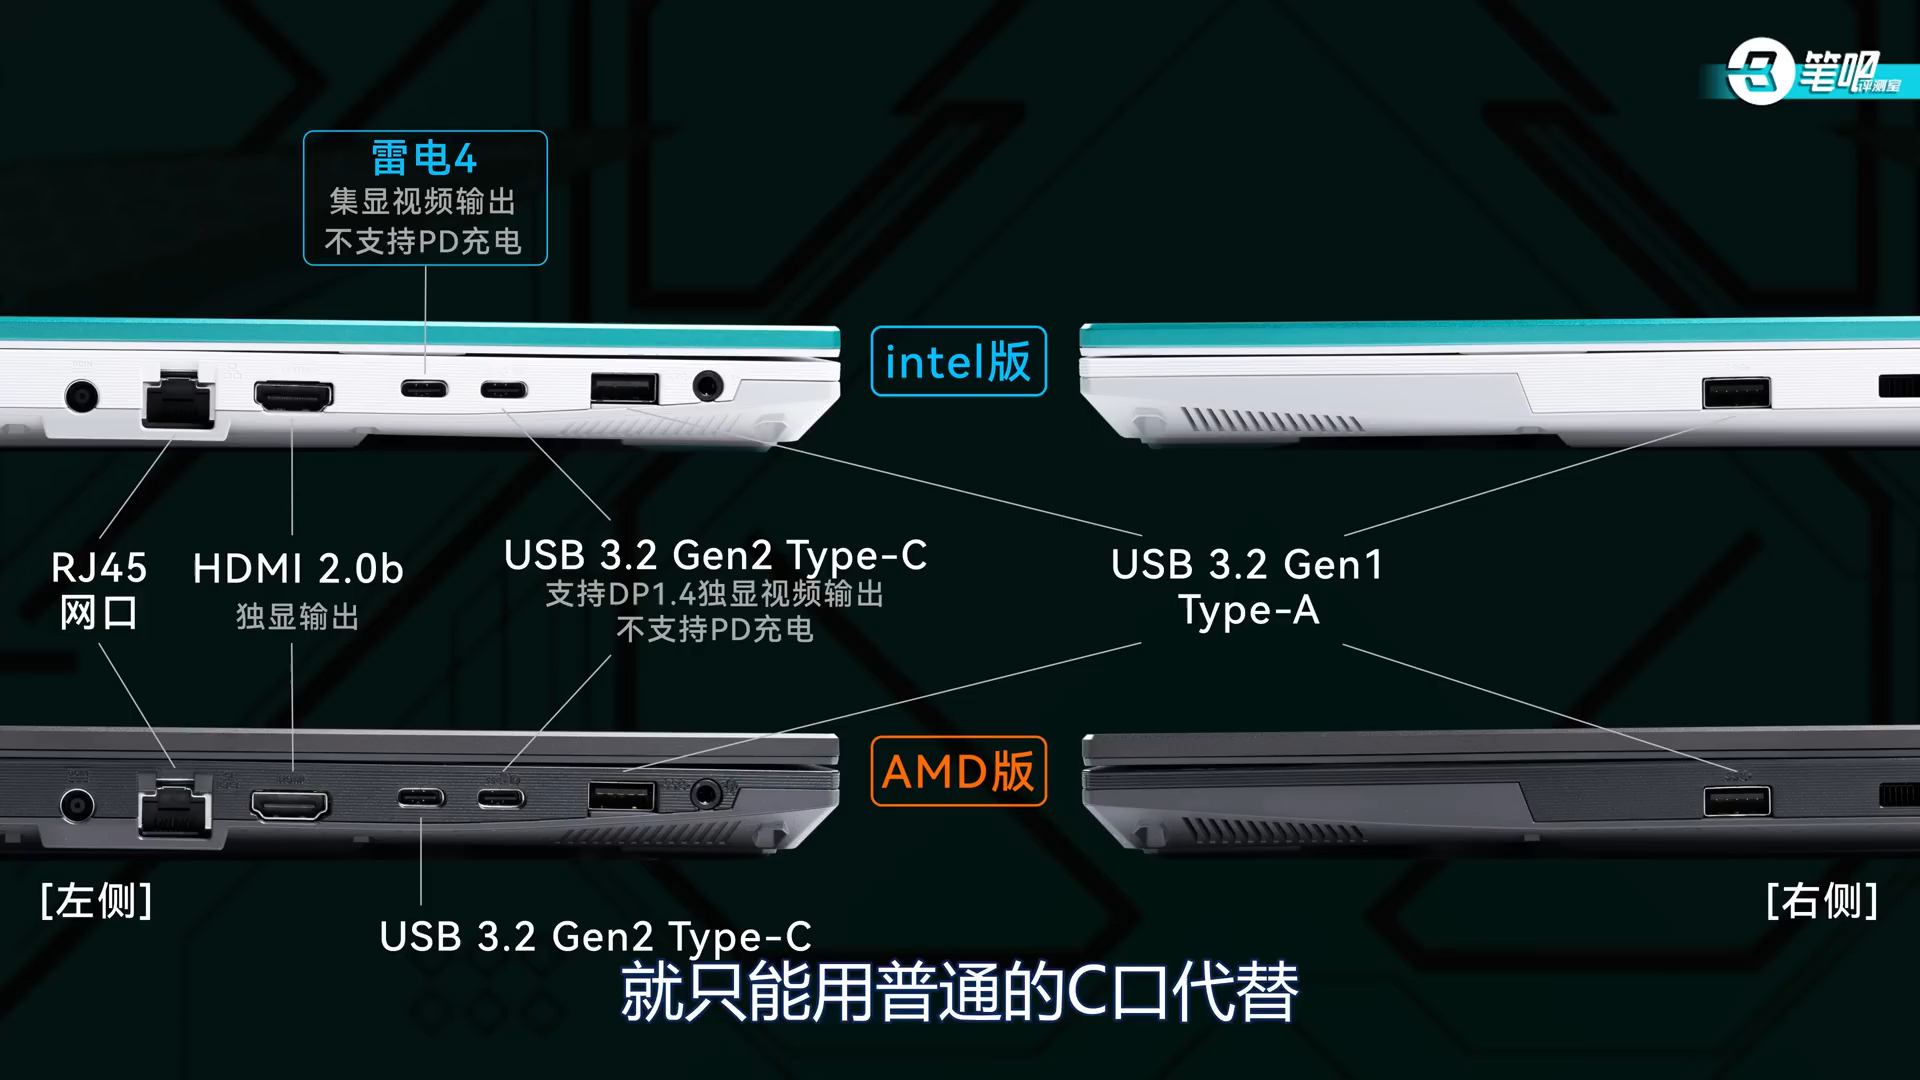 笔吧
评测室
雷电4
集显视频输出
不支持PD充电
intel版
RJ45
网口
HDMI 2.0b
独显输出
USB 3.2 Gen2 Type-C
支持DP1.4独显视频输出
不支持PD充电
USB 3.2 Gen1
Type-A
AMD版
[左侧]
[右侧]
USB 3.2 Gen2 Type-C
就只能用普通的C口代替